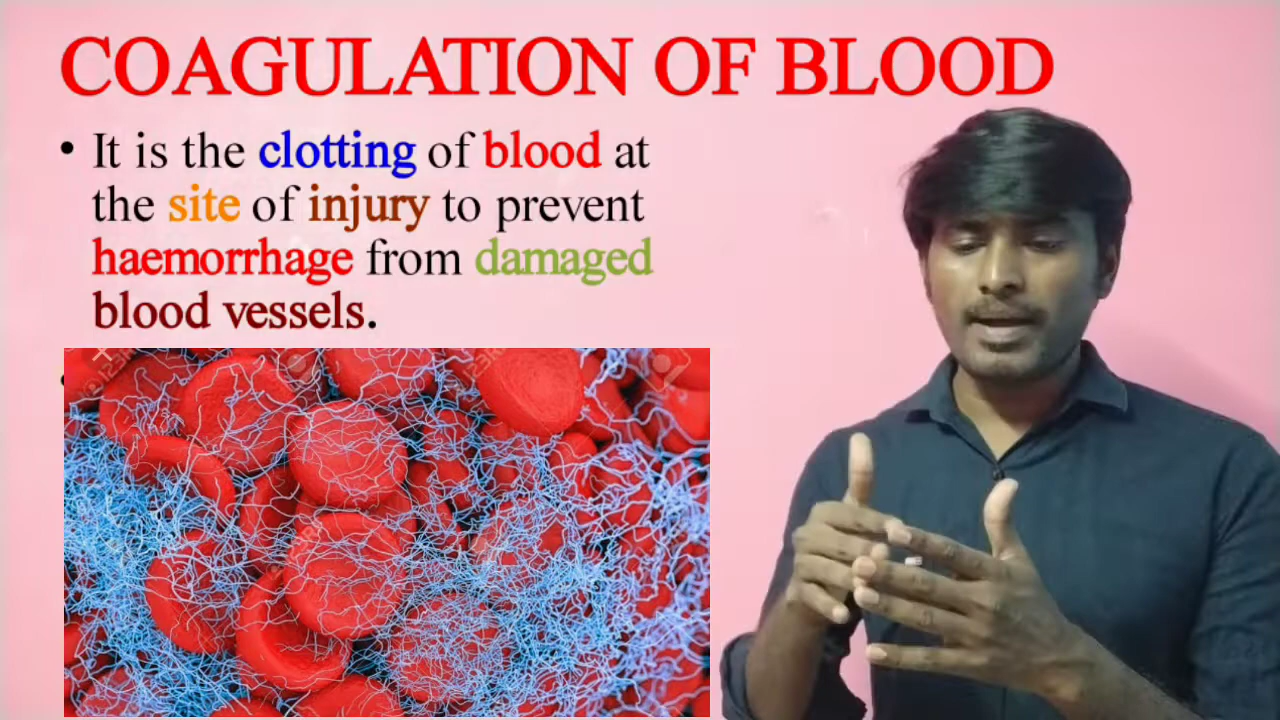 COAGULATION OF BLOOD
• It is the clotting of blood at
the site of injury to prevent
haemorrhage from damaged
blood vessels.